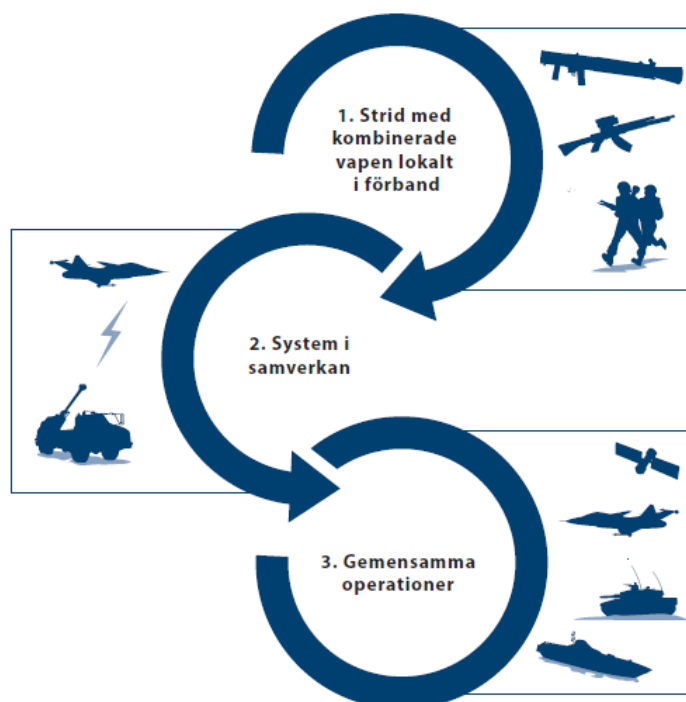 1. Strid med
kombinerade
vapen lokalt
i förband
2. System i
samverkan
3. Gemensamma
operationer